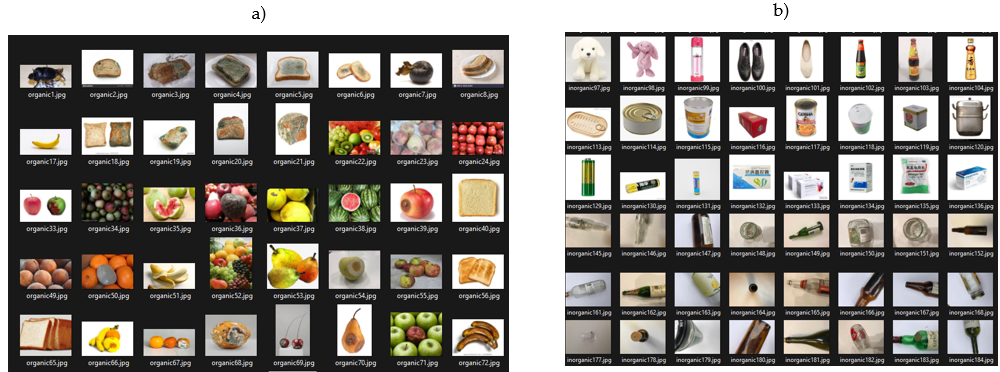 a)
b)
organic1.jpg organic2.jpg organic3.jpg organic4.jpg organic5.jpg organic6.jpg organic7.jpg organic8.jpg
organic17.jpg organic18.jpg organic19.jpg organic20.jpg organic21.jpg organic22.jpg organic23.jpg organic24.jpg
organic33.jpg organic34.jpg organic35.jpg organic36.jpg organic37.jpg organic38.jpg organic39.jpg organic40.jpg
organic49.jpg organic50.jpg organic51.jpg organic52.jpg organic53.jpg organic54.jpg organic55.jpg organic56.jpg
organic65.jpg organic66.jpg organic67.jpg organic68.jpg organic69.jpg organic70.jpg organic71.jpg organic72.jpg
inorganic97.jpg inorganic98.jpg inorganic99.jpg inorganic100.jpg inorganic101.jpg inorganic102.jpg inorganic103.jpg inorganic104.jpg
inorganic113.jpg inorganic114.jpg inorganic115.jpg inorganic116.jpg inorganic117.jpg inorganic118.jpg inorganic119.jpg inorganic120.jpg
inorganic129.jpg inorganic130.jpg inorganic131.jpg inorganic132.jpg inorganic133.jpg inorganic134.jpg inorganic135.jpg inorganic136.jpg
inorganic145.jpg inorganic146.jpg inorganic147.jpg inorganic148.jpg inorganic149.jpg inorganic150.jpg inorganic151.jpg inorganic152.jpg
inorganic161.jpg inorganic162.jpg inorganic163.jpg inorganic164.jpg inorganic165.jpg inorganic166.jpg inorganic167.jpg inorganic168.jpg
inorganic177.jpg inorganic178.jpg inorganic179.jpg inorganic180.jpg inorganic181.jpg inorganic182.jpg inorganic183.jpg inorganic184.jpg